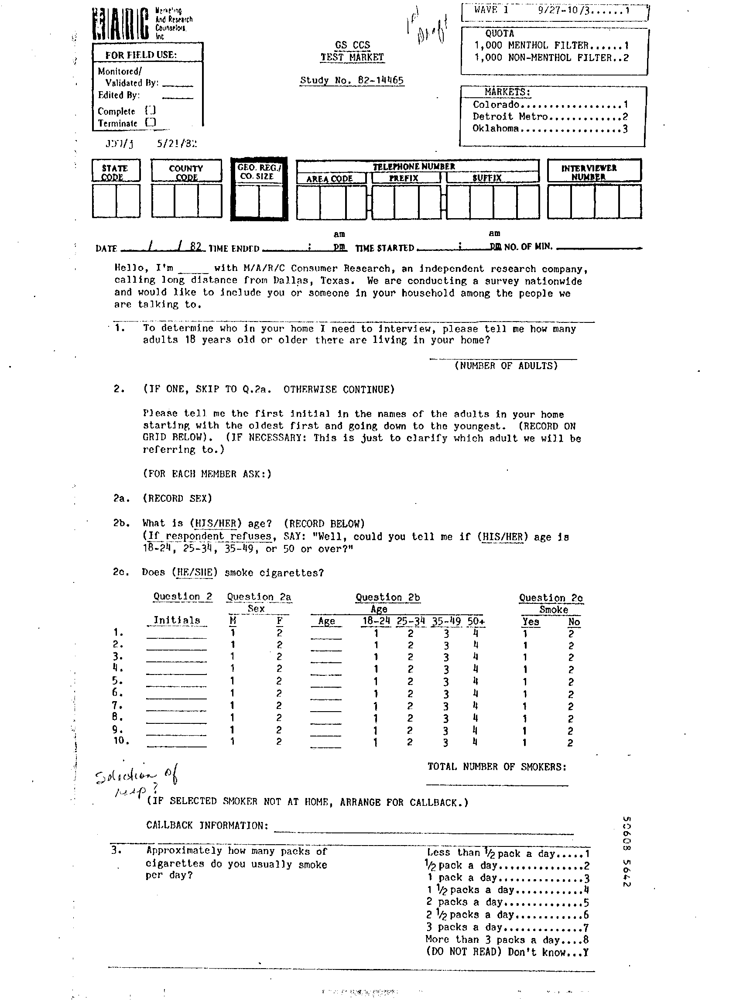 MARC Marketing
And Research
Counselors
Inc
1st
Draft
WAVE 1 9/27-10/3......1
QUOTA
1,000 MENTHOL FILTER......1
1,000 NON-MENTHOL FILTER..2
GS CCS
TEST MARKET
Study No. 82-14465
FOR FIELD USE:
Monitored/
Validated By: ______
Edited By: ______
Complete [ ]
Terminate [ ]
MARKETS:
Colorado..................1
Detroit Metro.............2
Oklahoma..................3
5/21/82
STATE CODE
COUNTY CODE
GEO. REG./ CO. SIZE
TELEPHONE NUMBER
AREA CODE PREFIX SUFFIX
INTERVIEWER NUMBER
am am
DATE ___/___/ 82 TIME ENDED ______:___ pm TIME STARTED ______:___ pm NO. OF MIN. ______
Hello, I'm _____ with M/A/R/C Consumer Research, an independent research company,
calling long distance from Dallas, Texas. We are conducting a survey nationwide
and would like to include you or someone in your household among the people we
are talking to.
1. To determine who in your home I need to interview, please tell me how many
adults 18 years old or older there are living in your home?
(NUMBER OF ADULTS)
2. (IF ONE, SKIP TO Q.2a. OTHERWISE CONTINUE)
Please tell me the first initial in the names of the adults in your home
starting with the oldest first and going down to the youngest. (RECORD ON
GRID BELOW). (IF NECESSARY: This is just to clarify which adult we will be
referring to.)
(FOR EACH MEMBER ASK:)
2a. (RECORD SEX)
2b. What is (HIS/HER) age? (RECORD BELOW)
(If respondent refuses, SAY: "Well, could you tell me if (HIS/HER) age is
18-24, 25-34, 35-49, or 50 or over?"
2c. Does (HE/SHE) smoke cigarettes?
Question 2 Question 2a Question 2b Question 2c
Sex Age Smoke
Initials M F Age 18-24 25-34 35-49 50+ Yes No
1. ______ 1 2 ____ 1 2 3 4 1 2
2. ______ 1 2 ____ 1 2 3 4 1 2
3. ______ 1 2 ____ 1 2 3 4 1 2
4. ______ 1 2 ____ 1 2 3 4 1 2
5. ______ 1 2 ____ 1 2 3 4 1 2
6. ______ 1 2 ____ 1 2 3 4 1 2
7. ______ 1 2 ____ 1 2 3 4 1 2
8. ______ 1 2 ____ 1 2 3 4 1 2
9. ______ 1 2 ____ 1 2 3 4 1 2
10. ______ 1 2 ____ 1 2 3 4 1 2
TOTAL NUMBER OF SMOKERS:
Selection of
resp?
(IF SELECTED SMOKER NOT AT HOME, ARRANGE FOR CALLBACK.)
CALLBACK INFORMATION: ______
3. Approximately how many packs of
cigarettes do you usually smoke
per day?
Less than 1/2 pack a day.....1
1/2 pack a day...............2
1 pack a day...............3
1 1/2 packs a day............4
2 packs a day.............5
2 1/2 packs a day............6
3 packs a day..............7
More than 3 packs a day....8
(DO NOT READ) Don't know...Y
50608 5642